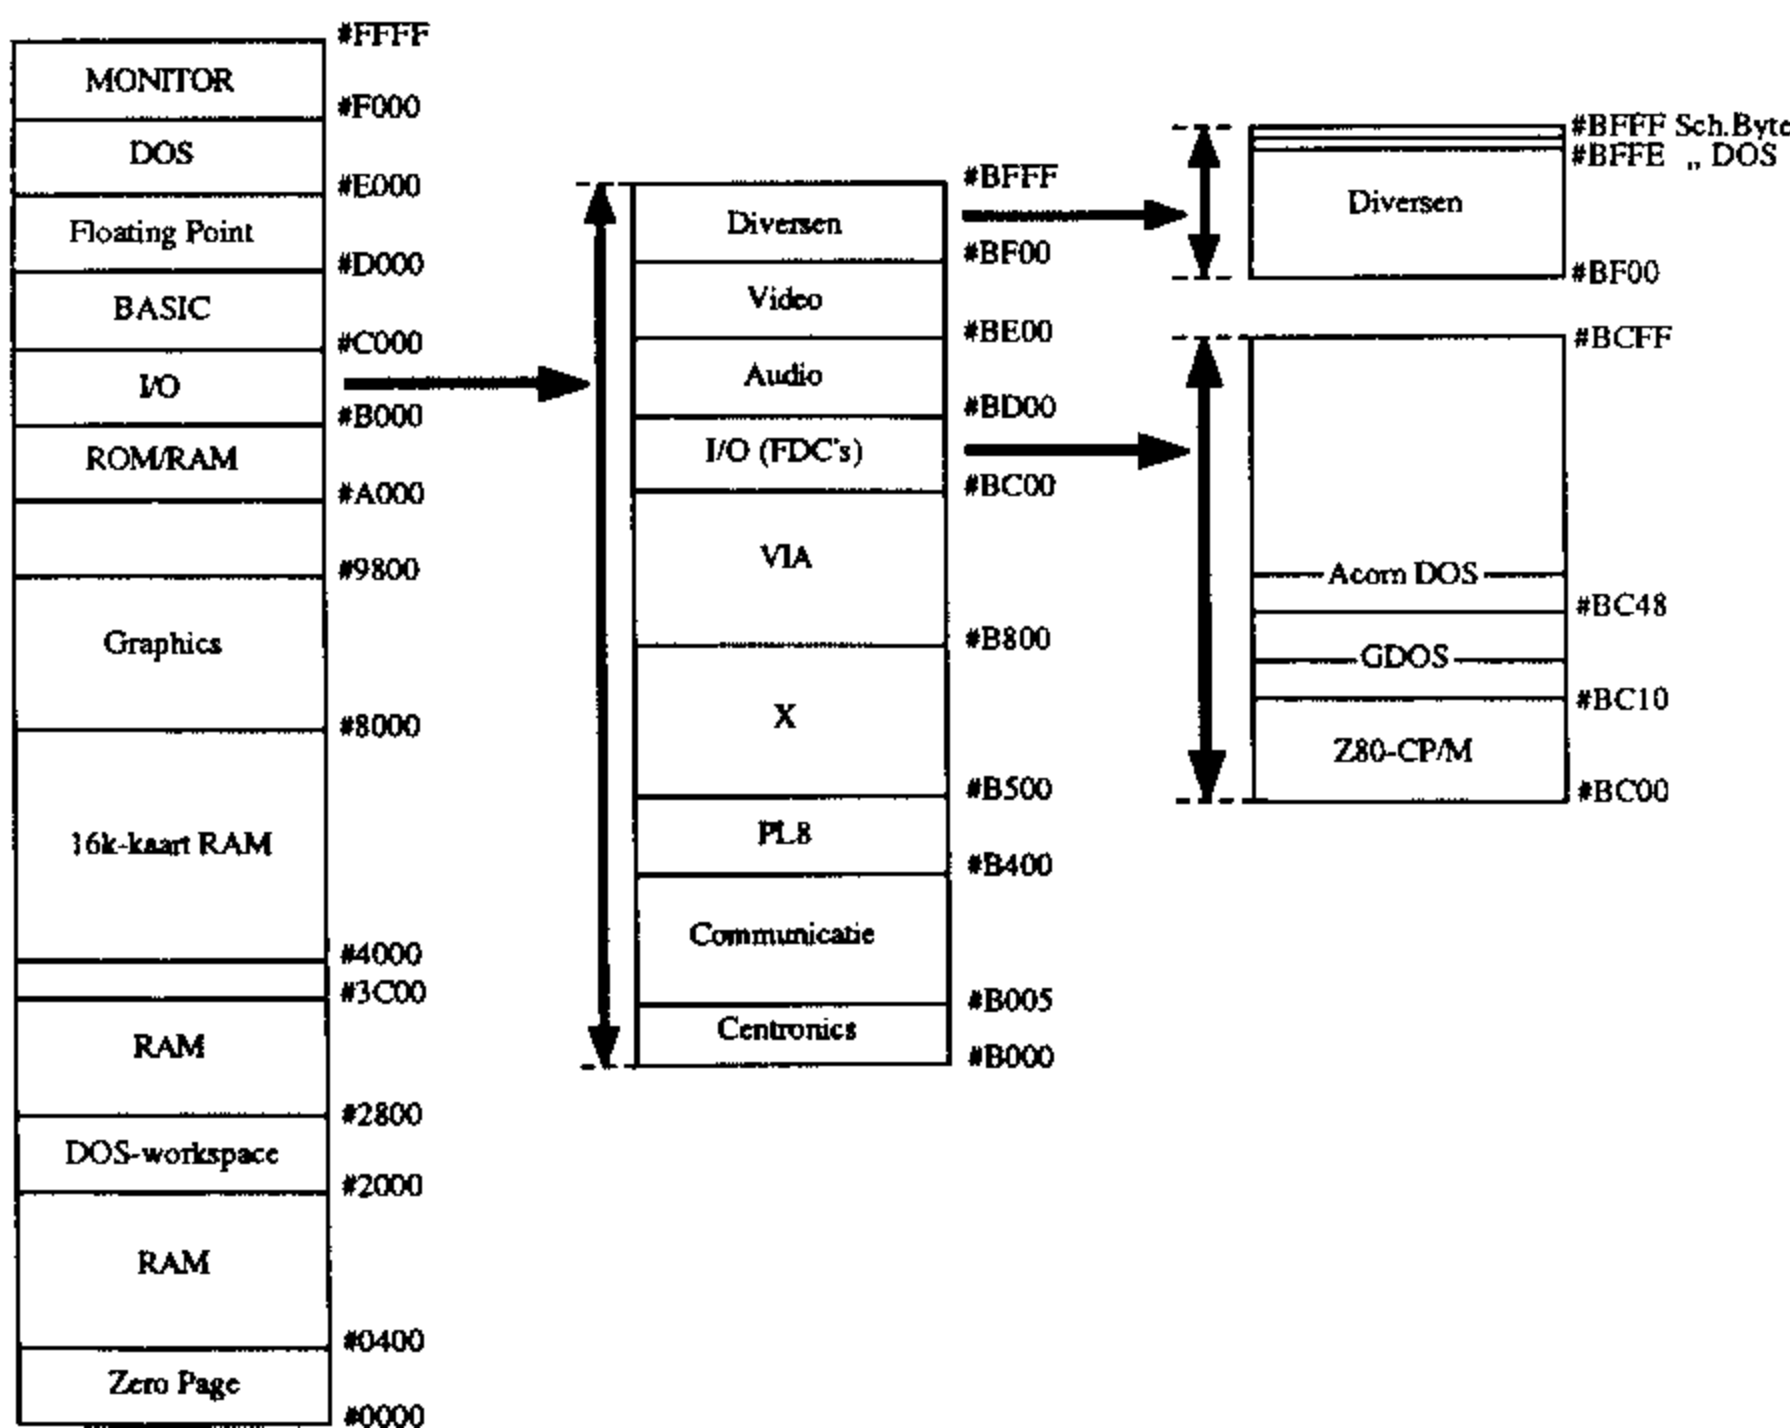 #FFFF
MONITOR
#F000
DOS
#E000
Floating Point
#D000
BASIC
#C000
I/O
#B000
ROM/RAM
#A000
#9800
Graphics
#8000
16k-kaart RAM
#4000
#3C00
RAM
#2800
DOS-workspace
#2000
RAM
#0400
Zero Page
#0000
#BFFF
Diversen
#BF00
Video
#BE00
Audio
#BD00
I/O (FDC's)
#BC00
VIA
#B800
X
#B500
PL8
#B400
Communicatie
#B005
Centronics
#B000
#BFFF Sch.Byte
#BFFE „ DOS
Diversen
#BF00
#BCFF
Acorn DOS
#BC48
GDOS
#BC10
Z80-CP/M
#BC00